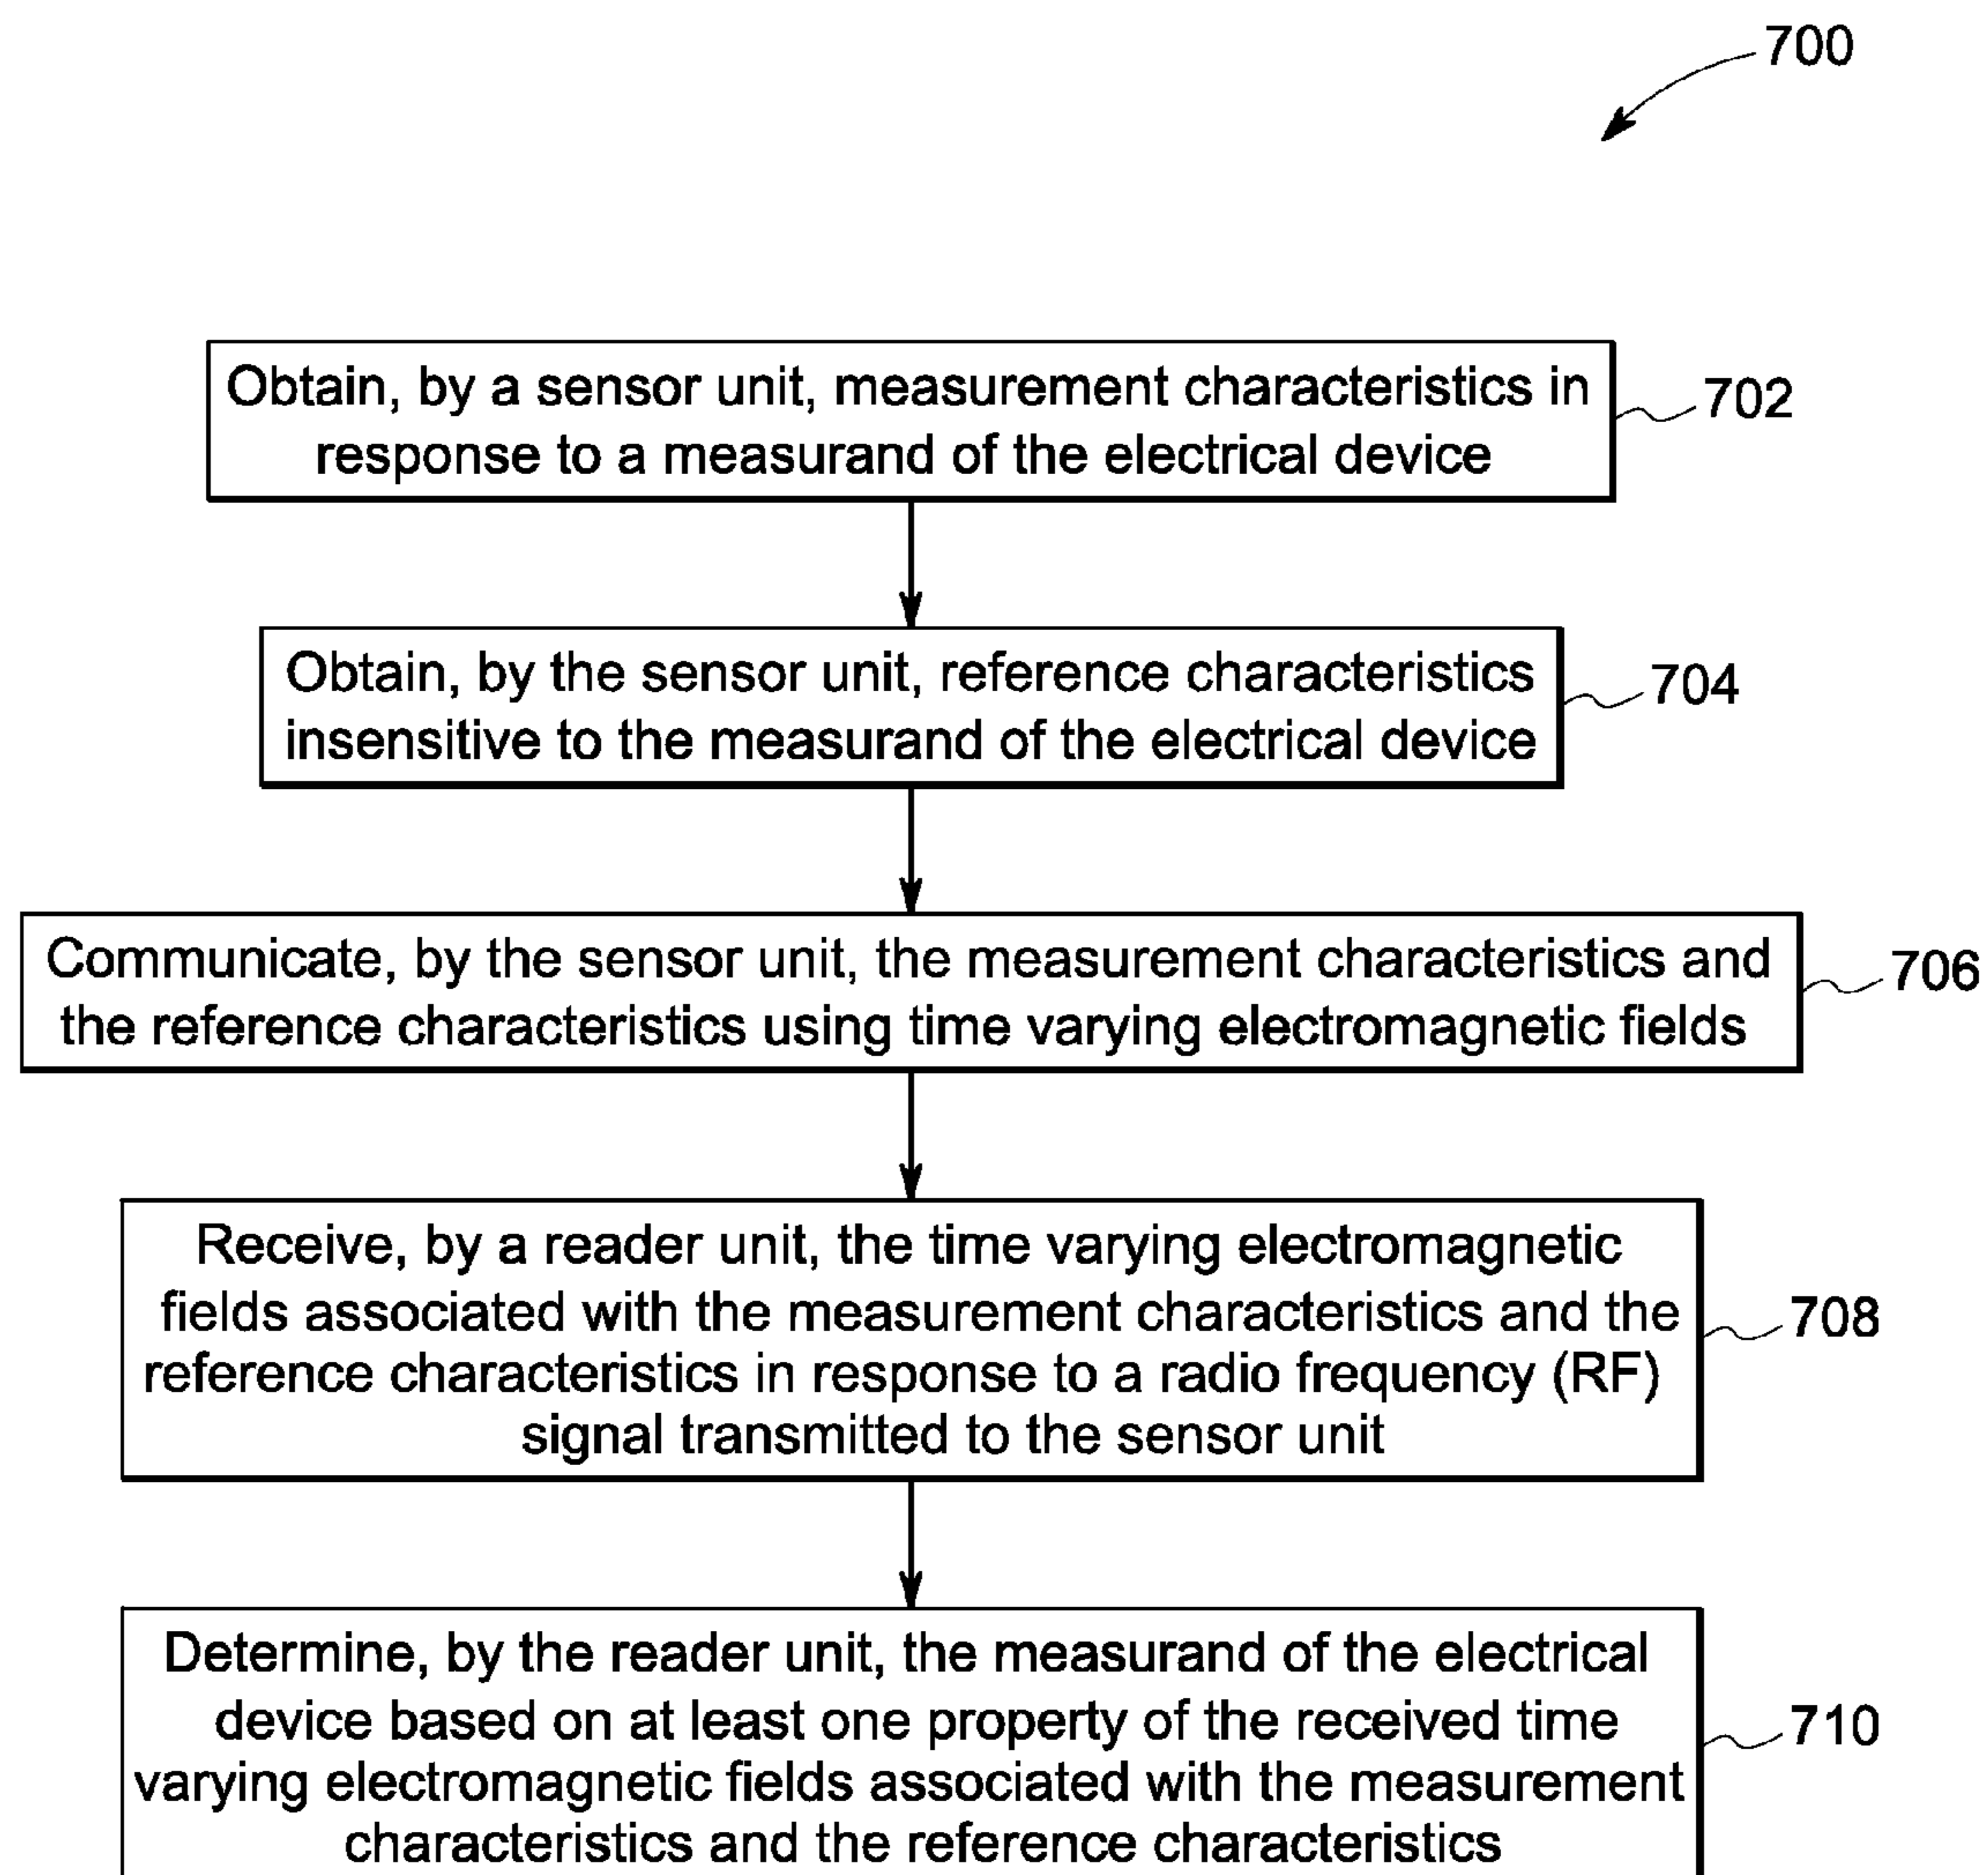 700
Obtain, by a sensor unit, measurement characteristics in
response to a measurand of the electrical device
702
Obtain, by the sensor unit, reference characteristics
insensitive to the measurand of the electrical device
704
Communicate, by the sensor unit, the measurement characteristics and
the reference characteristics using time varying electromagnetic fields
706
Receive, by a reader unit, the time varying electromagnetic
fields associated with the measurement characteristics and the
reference characteristics in response to a radio frequency (RF)
signal transmitted to the sensor unit
708
Determine, by the reader unit, the measurand of the electrical
device based on at least one property of the received time
varying electromagnetic fields associated with the measurement
characteristics and the reference characteristics
710